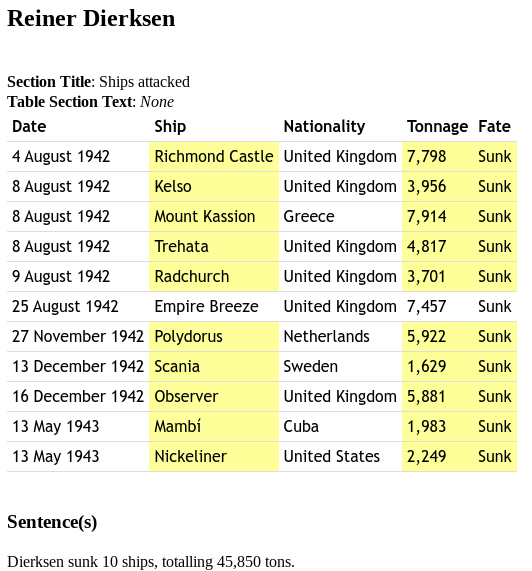 Reiner Dierksen
Section Title: Ships attacked
Table Section Text: None
Date Ship Nationality Tonnage Fate
4 August 1942 Richmond Castle United Kingdom 7,798 Sunk
8 August 1942 Kelso United Kingdom 3,956 Sunk
8 August 1942 Mount Kassion Greece 7,914 Sunk
8 August 1942 Trehata United Kingdom 4,817 Sunk
9 August 1942 Radchurch United Kingdom 3,701 Sunk
25 August 1942 Empire Breeze United Kingdom 7,457 Sunk
27 November 1942 Polydorus Netherlands 5,922 Sunk
13 December 1942 Scania Sweden 1,629 Sunk
16 December 1942 Observer United Kingdom 5,881 Sunk
13 May 1943 Mambí Cuba 1,983 Sunk
13 May 1943 Nickeliner United States 2,249 Sunk
Sentence(s)
Dierksen sunk 10 ships, totalling 45,850 tons.